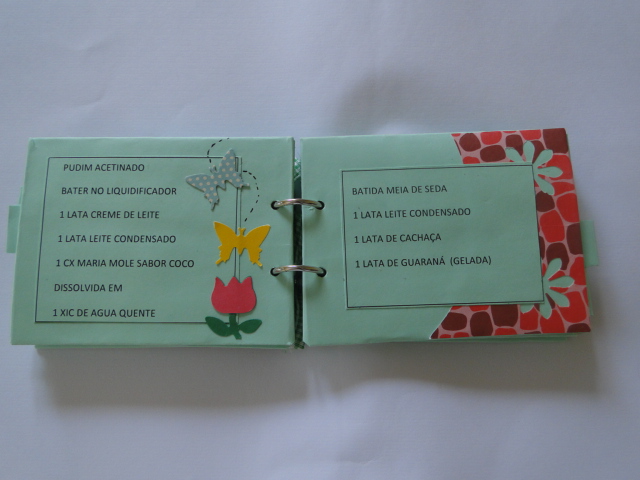 PUDIM ACETINADO
BATER NO LIQUIDIFICADOR
1 LATA CREME DE LEITE
1 LATA LEITE CONDENSADO
1 CX MARIA MOLE SABOR COCO
DISSOLVIDA EM
1 XIC DE AGUA QUENTE
BATIDA MEIA DE SEDA
1 LATA LEITE CONDENSADO
1 LATA DE CACHAÇA
1 LATA DE GUARANÁ (GELADA)